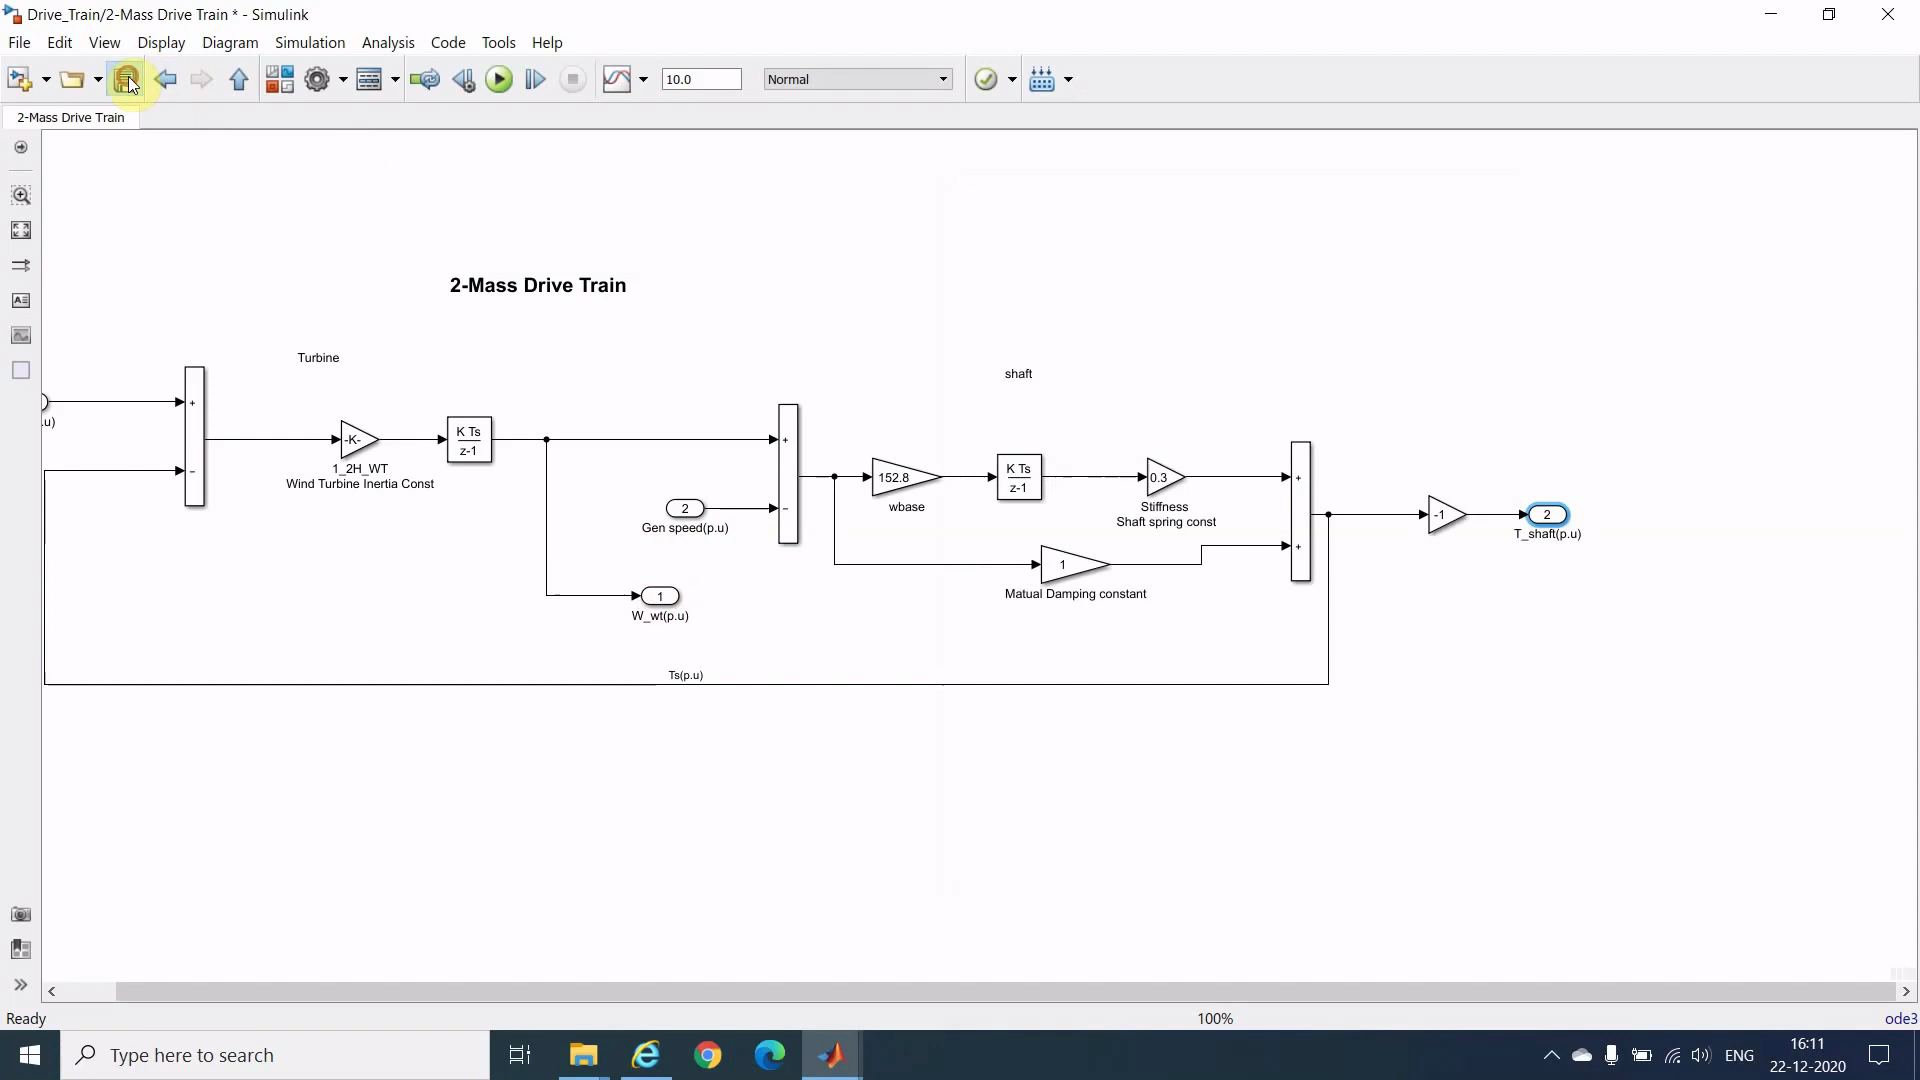 Drive_Train/2-Mass Drive Train * - Simulink
File Edit View Display Diagram Simulation Analysis Code Tools Help
10.0 Normal
2-Mass Drive Train
2-Mass Drive Train
Turbine
shaft
+
.u)
-
-K-
1_2H_WT
Wind Turbine Inertia Const
K Ts
z-1
+
-
2
Gen speed(p.u)
1
W_wt(p.u)
152.8
wbase
K Ts
z-1
0.3
Stiffness
Shaft spring const
1
Matual Damping constant
+
+
-1
2
T_shaft(p.u)
Ts(p.u)
Ready 100% ode3
Type here to search
ENG
16:11
22-12-2020